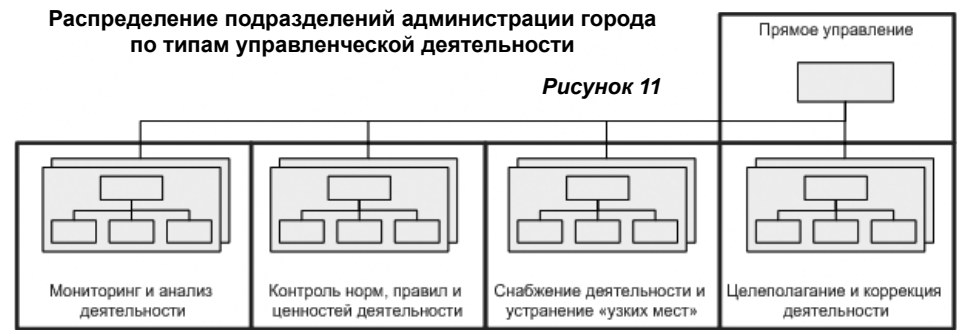 Распределение подразделений администрации города
по типам управленческой деятельности
Рисунок 11
Прямое управление
Мониторинг и анализ
деятельности
Контроль норм, правил и
ценностей деятельности
Снабжение деятельности и
устранение «узких мест»
Целеполагание и коррекция
деятельности